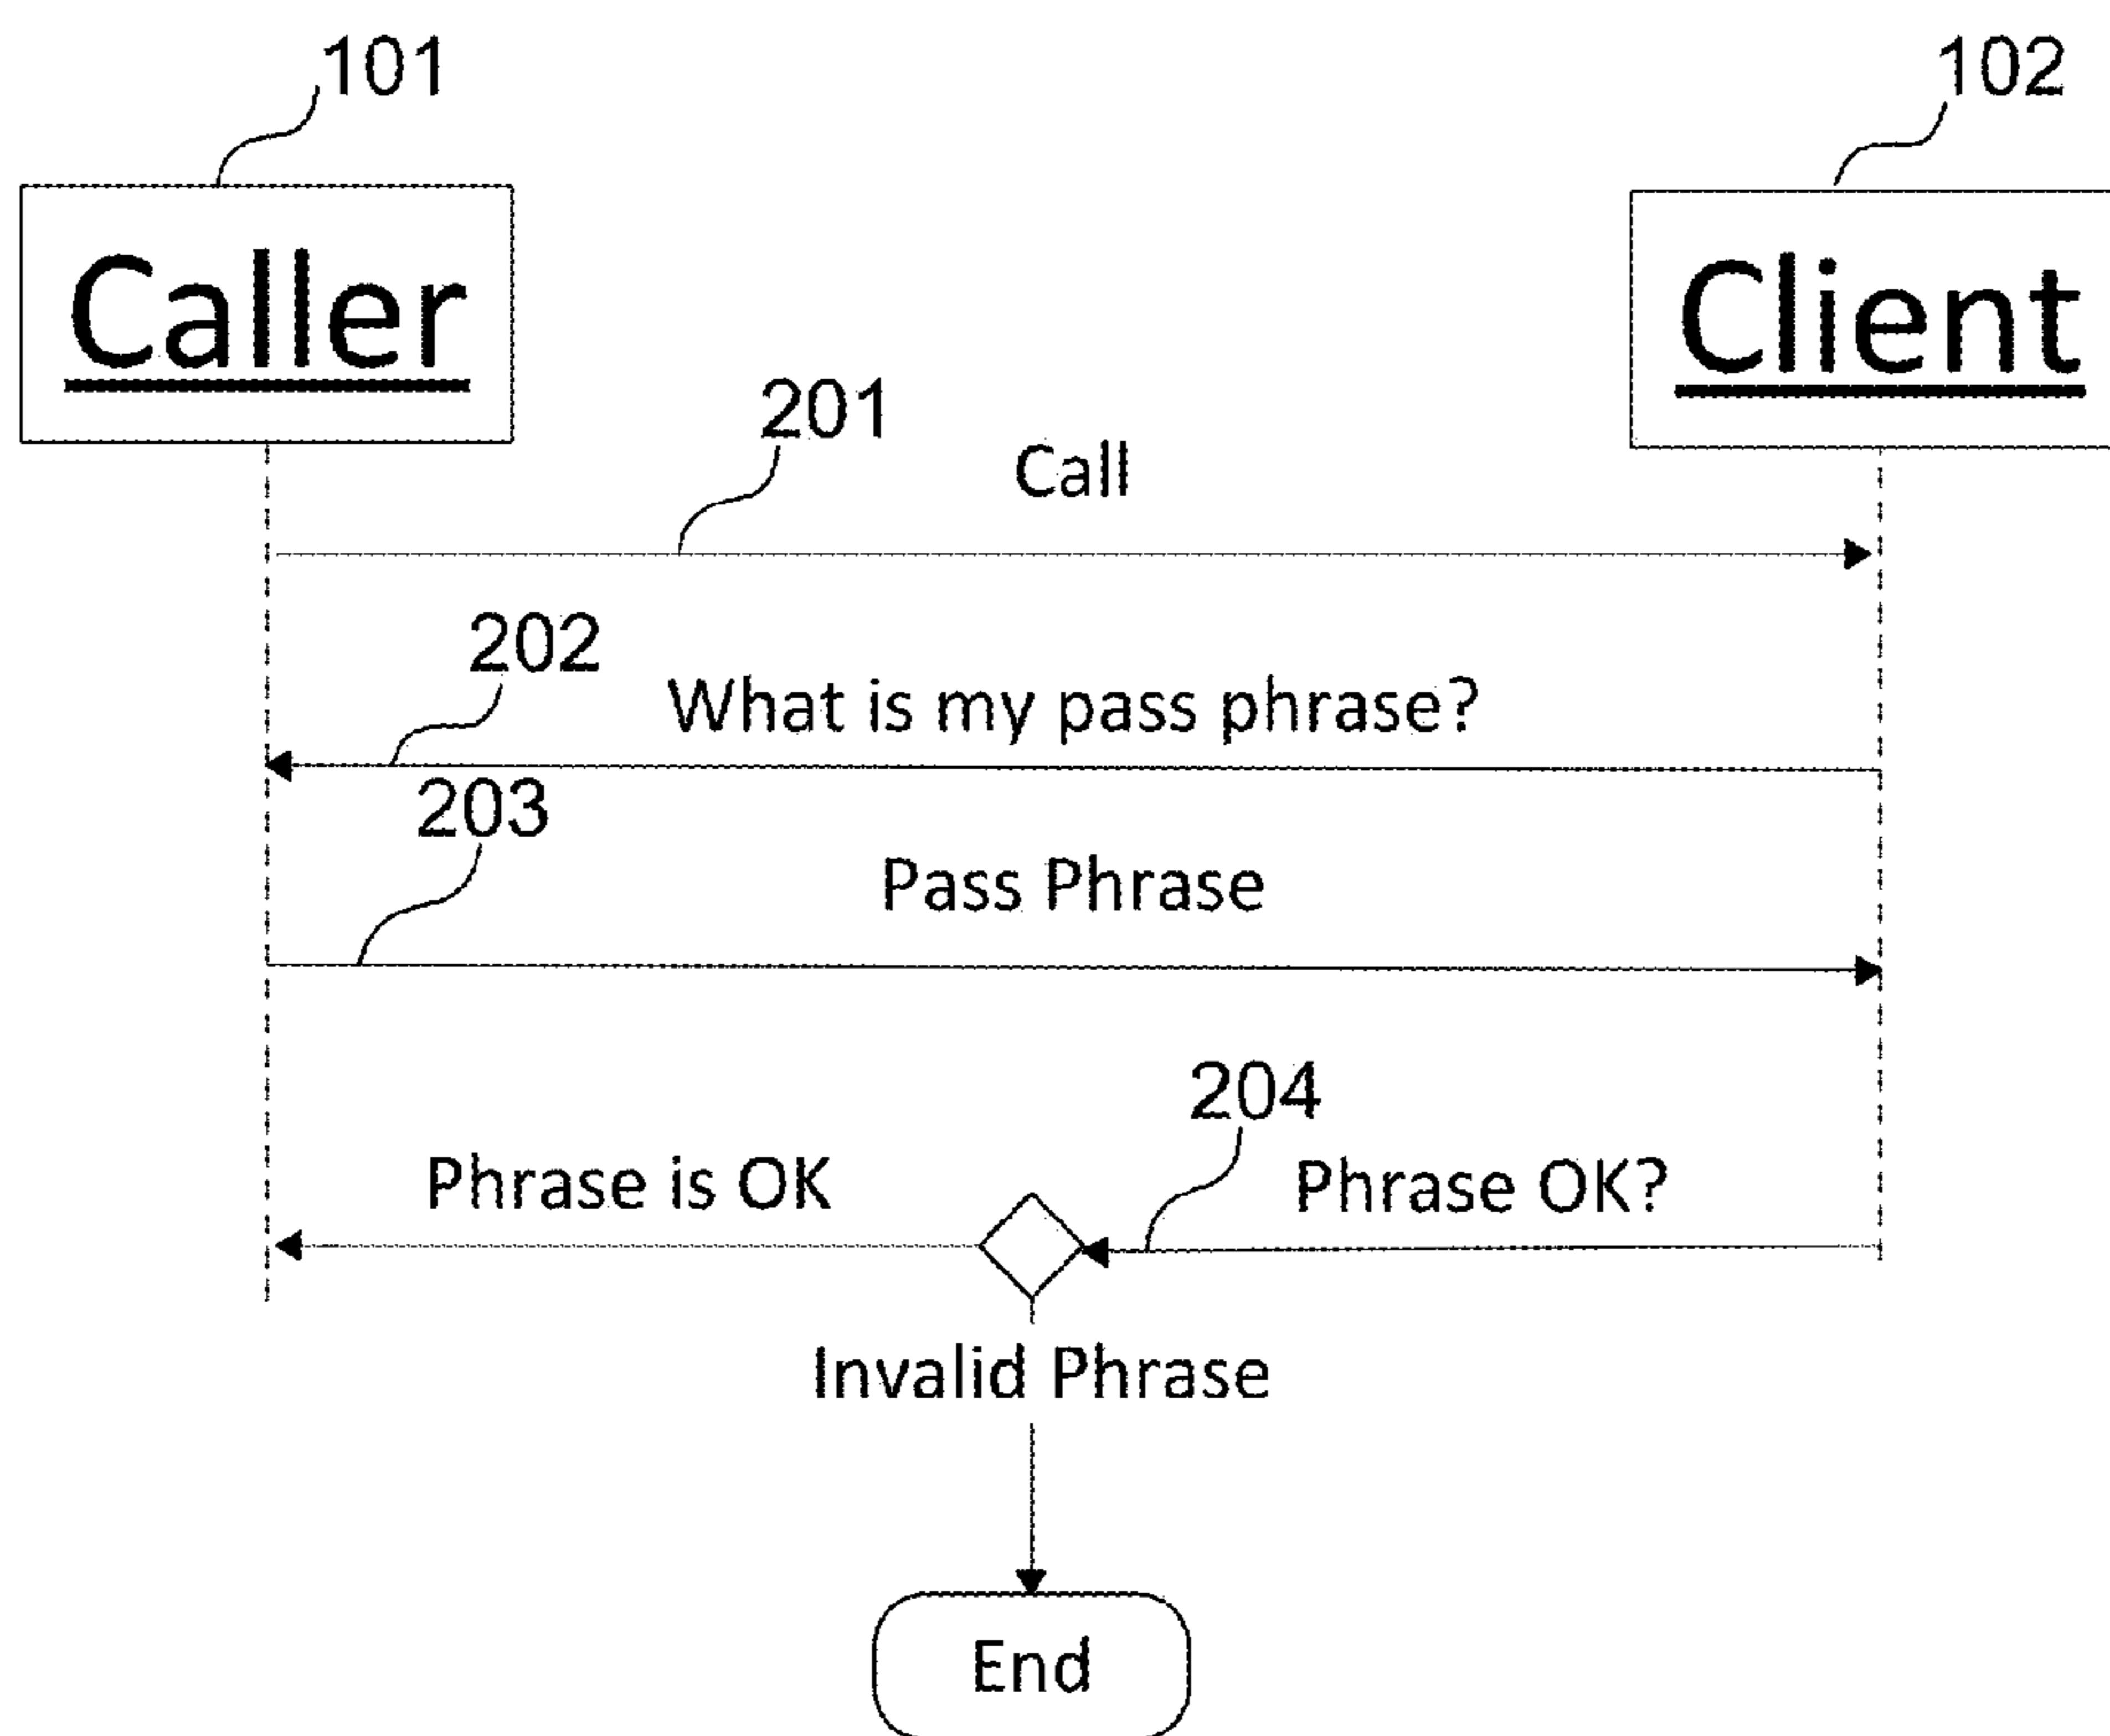 101
102
Caller
Client
201
Call
202
What is my pass phrase?
203
Pass Phrase
204
Phrase is OK
Phrase OK?
Invalid Phrase
End